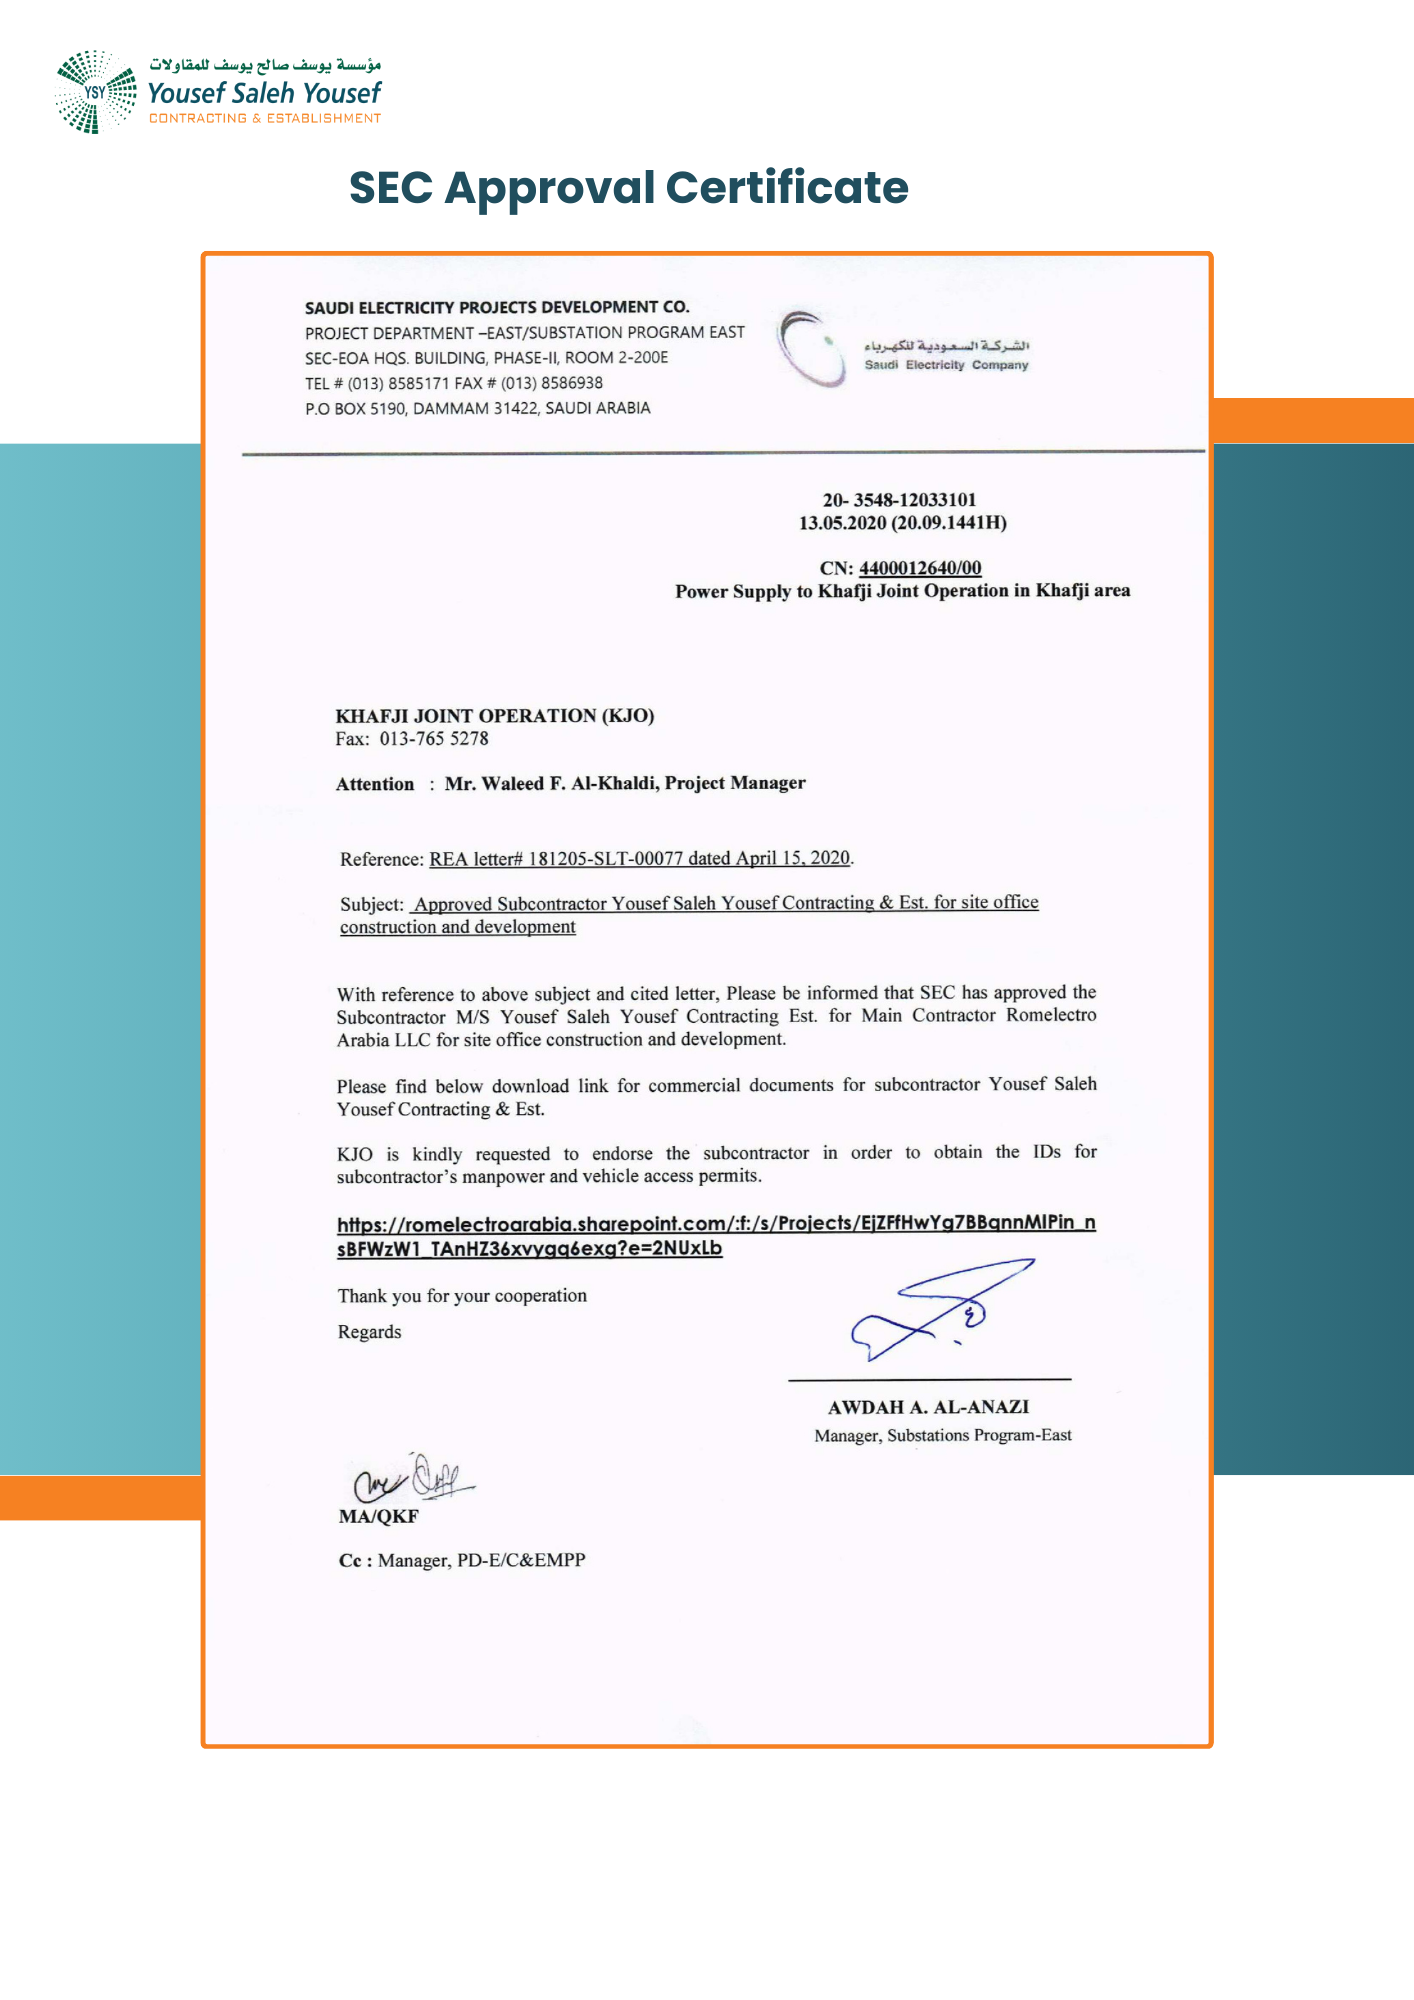 مؤسسة يوسف صالح يوسف للمقاولات
YSY
Yousef Saleh Yousef
CONTRACTING & ESTABLISHMENT
SEC Approval Certificate
SAUDI ELECTRICITY PROJECTS DEVELOPMENT CO.
PROJECT DEPARTMENT –EAST/SUBSTATION PROGRAM EAST
SEC-EOA HQS. BUILDING, PHASE-II, ROOM 2-200E
TEL # (013) 8585171 FAX # (013) 8586938
P.O BOX 5190, DAMMAM 31422, SAUDI ARABIA
الشركة السعودية للكهرباء
Saudi Electricity Company
20- 3548-12033101
13.05.2020 (20.09.1441H)
CN: 4400012640/00
Power Supply to Khafji Joint Operation in Khafji area
KHAFJI JOINT OPERATION (KJO)
Fax: 013-765 5278
Attention : Mr. Waleed F. Al-Khaldi, Project Manager
Reference: REA letter# 181205-SLT-00077 dated April 15, 2020.
Subject: Approved Subcontractor Yousef Saleh Yousef Contracting & Est. for site office
construction and development
With reference to above subject and cited letter, Please be informed that SEC has approved the
Subcontractor M/S Yousef Saleh Yousef Contracting Est. for Main Contractor Romelectro
Arabia LLC for site office construction and development.
Please find below download link for commercial documents for subcontractor Yousef Saleh
Yousef Contracting & Est.
KJO is kindly requested to endorse the subcontractor in order to obtain the IDs for
subcontractor's manpower and vehicle access permits.
https://romelectroarabia.sharepoint.com/:f:/s/Projects/EjZFfHwYg7BBqnnMIPin_n
sBFWzW1_TAnHZ36xvygq6exg?e=2NUxLb
Thank you for your cooperation
Regards
AWDAH A. AL-ANAZI
Manager, Substations Program-East
MA/QKF
Cc : Manager, PD-E/C&EMPP